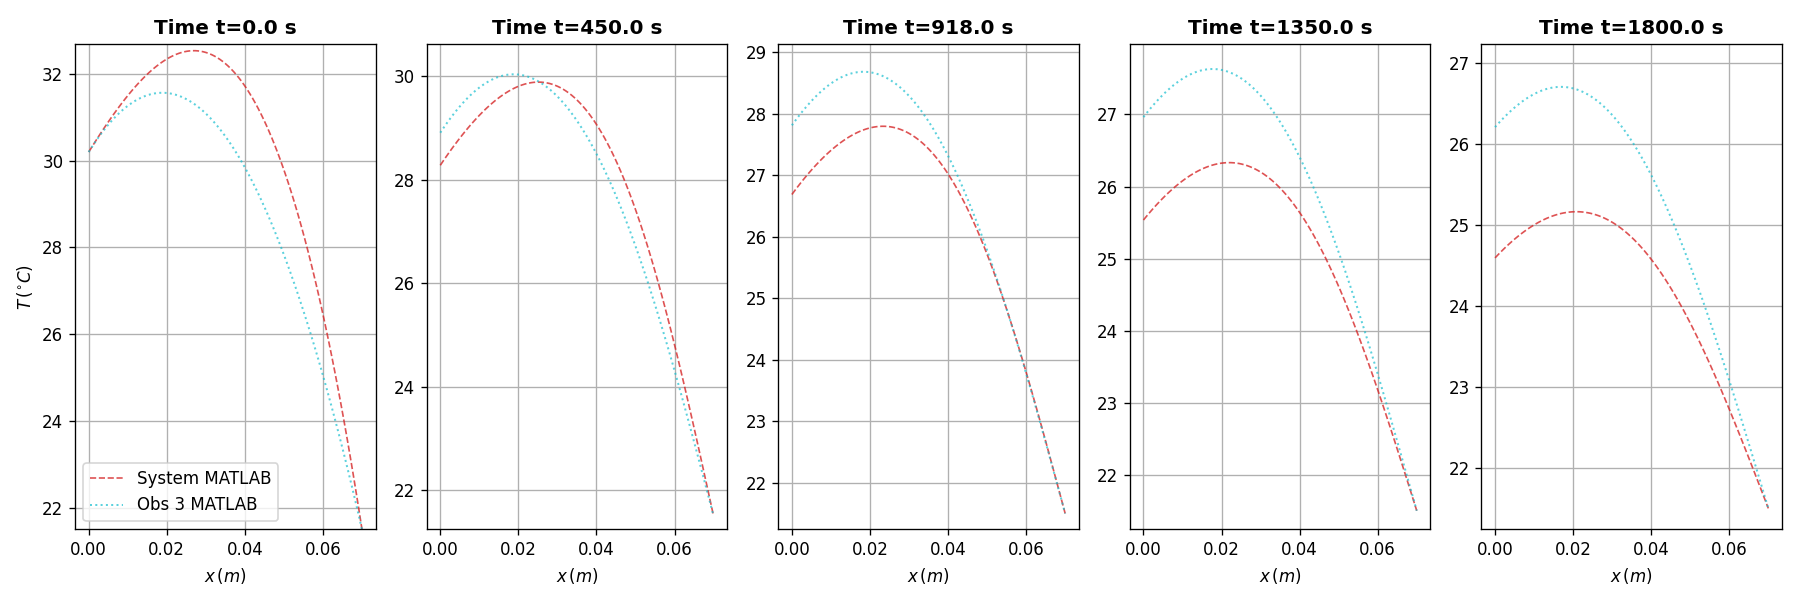 Time t=0.0 s
Time t=450.0 s
Time t=918.0 s
Time t=1350.0 s
Time t=1800.0 s
T(°C)
32
30
28
26
24
22
System MATLAB
Obs 3 MATLAB
0.00 0.02 0.04 0.06
x (m)
30
28
26
24
22
0.00 0.02 0.04 0.06
x (m)
29
28
27
26
25
24
23
22
0.00 0.02 0.04 0.06
x (m)
27
26
25
24
23
22
0.00 0.02 0.04 0.06
x (m)
27
26
25
24
23
22
0.00 0.02 0.04 0.06
x (m)